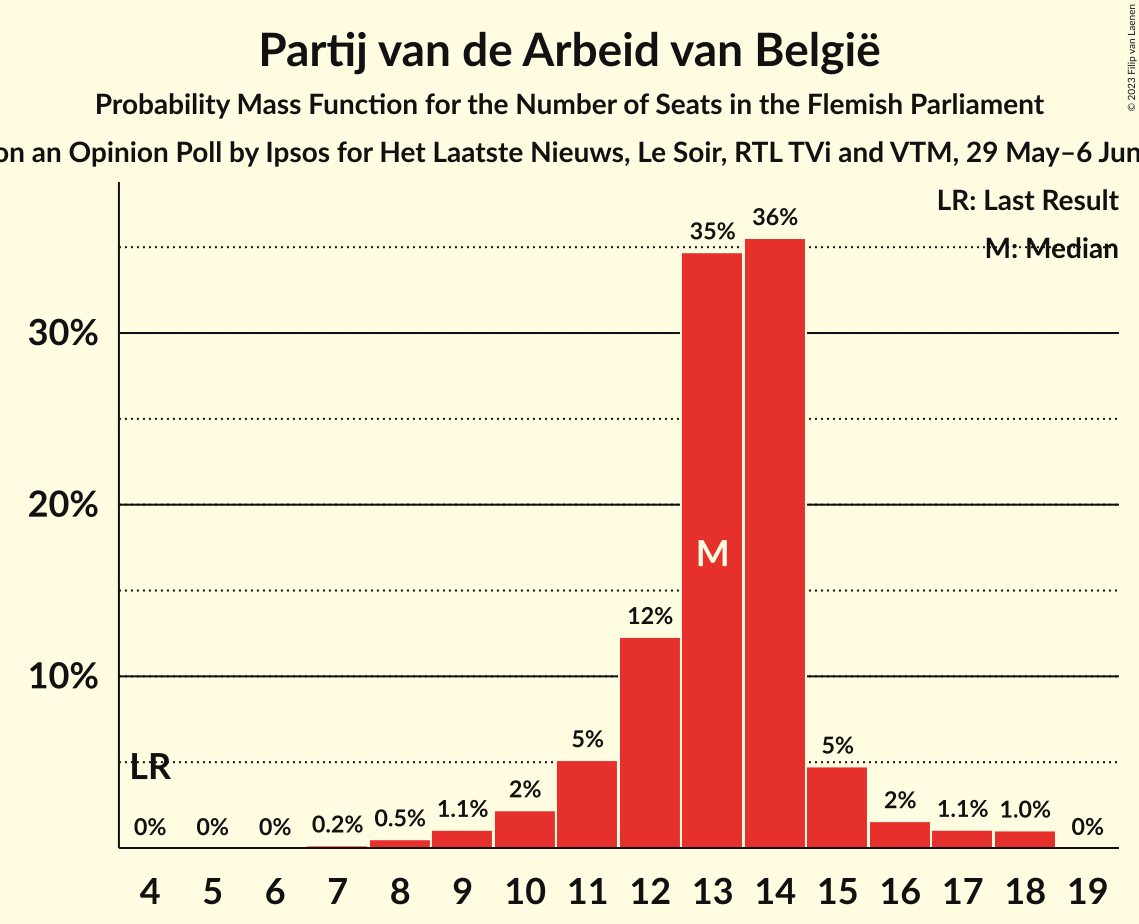 Partij van de Arbeid van België
Probability Mass Function for the Number of Seats in the Flemish Parliament
on an Opinion Poll by Ipsos for Het Laatste Nieuws, Le Soir, RTL TVi and VTM, 29 May–6 Jun
© 2023 Filip van Laenen
LR: Last Result
M: Median
30%
20%
10%
LR
M
0% 0% 0% 0.2% 0.5% 1.1% 2% 5% 12% 35% 36% 5% 2% 1.1% 1.0% 0%
4 5 6 7 8 9 10 11 12 13 14 15 16 17 18 19